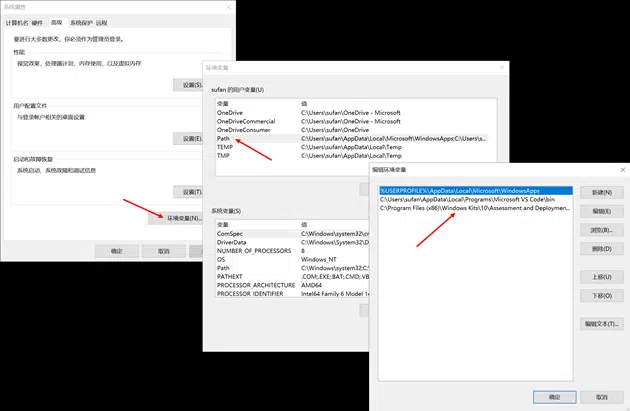 系统属性
计算机名 硬件 高级 系统保护 远程
要进行大多数更改，你必须作为管理员登录。
性能
视觉效果，处理器计划，内存使用，以及虚拟内存
设置(S)...
用户配置文件
与登录帐户相关的桌面设置
设置(E)...
启动和故障恢复
系统启动、系统故障和调试信息
设置(T)...
环境变量(N)...
确定 取消
环境变量
sufan 的用户变量(U)
变量 值
OneDrive C:\Users\sufan\OneDrive - Microsoft
OneDriveCommercial C:\Users\sufan\OneDrive - Microsoft
OneDriveConsumer C:\Users\sufan\OneDrive
Path C:\Users\sufan\AppData\Local\Microsoft\WindowsApps;C:\Users\s...
TEMP C:\Users\sufan\AppData\Local\Temp
TMP C:\Users\sufan\AppData\Local\Temp
系统变量(S)
变量 值
ComSpec C:\Windows\system32\cm
DriverData C:\Windows\System32\D
NUMBER_OF_PROCESSORS 8
OS Windows_NT
Path C:\Windows\system32;C:
PATHEXT .COM;.EXE;.BAT;.CMD;.VB
PROCESSOR_ARCHITECTURE AMD64
PROCESSOR_IDENTIFIER Intel64 Family 6 Model 14
编辑环境变量
%USERPROFILE%\AppData\Local\Microsoft\WindowsApps
C:\Users\sufan\AppData\Local\Programs\Microsoft VS Code\bin
C:\Program Files (x86)\Windows Kits\10\Assessment and Deploymen...
新建(N)
编辑(E)
浏览(B)...
删除(D)
上移(U)
下移(O)
编辑文本(T)...
确定 取消